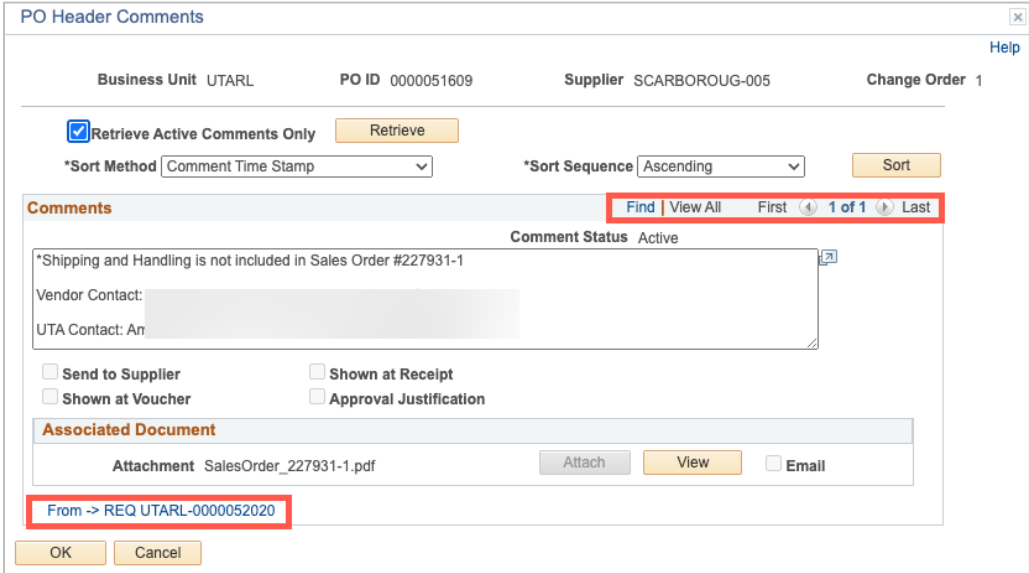 PO Header Comments
Help
Business Unit UTARL PO ID 0000051609 Supplier SCARBOROUG-005 Change Order 1
Retrieve Active Comments Only Retrieve
*Sort Method Comment Time Stamp *Sort Sequence Ascending Sort
Comments Find | View All First 1 of 1 Last
Comment Status Active
*Shipping and Handling is not included in Sales Order #227931-1
Vendor Contact:
UTA Contact:
Send to Supplier Shown at Receipt
Shown at Voucher Approval Justification
Associated Document
Attachment SalesOrder_227931-1.pdf Attach View Email
From -> REQ UTARL-0000052020
OK Cancel